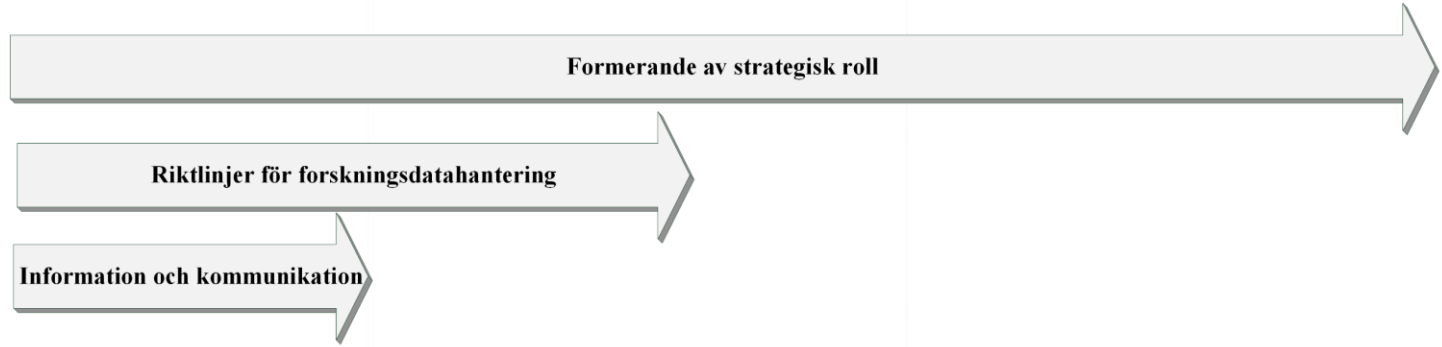 Formerande av strategisk roll
Riktlinjer för forskningsdatahantering
Information och kommunikation